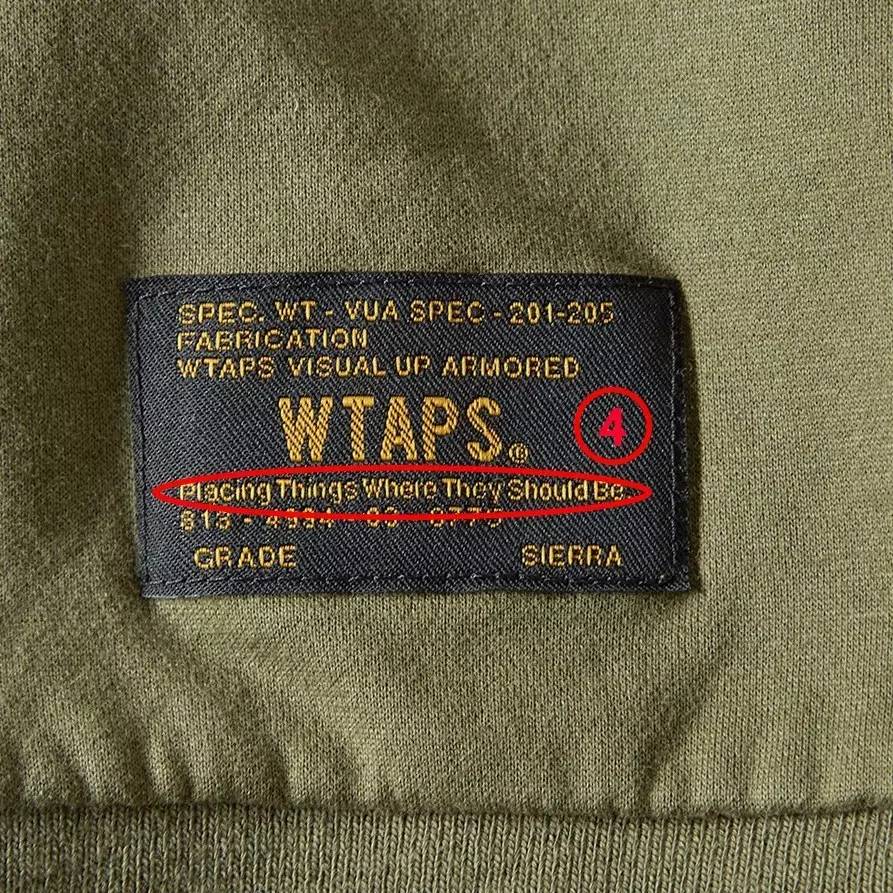 SPEC. WT - VUA SPEC - 201-205
FABRICATION
WTAPS VISUAL UP ARMORED
WTAPS®
4
Placing Things Where They Should Be
GRADE SIERRA